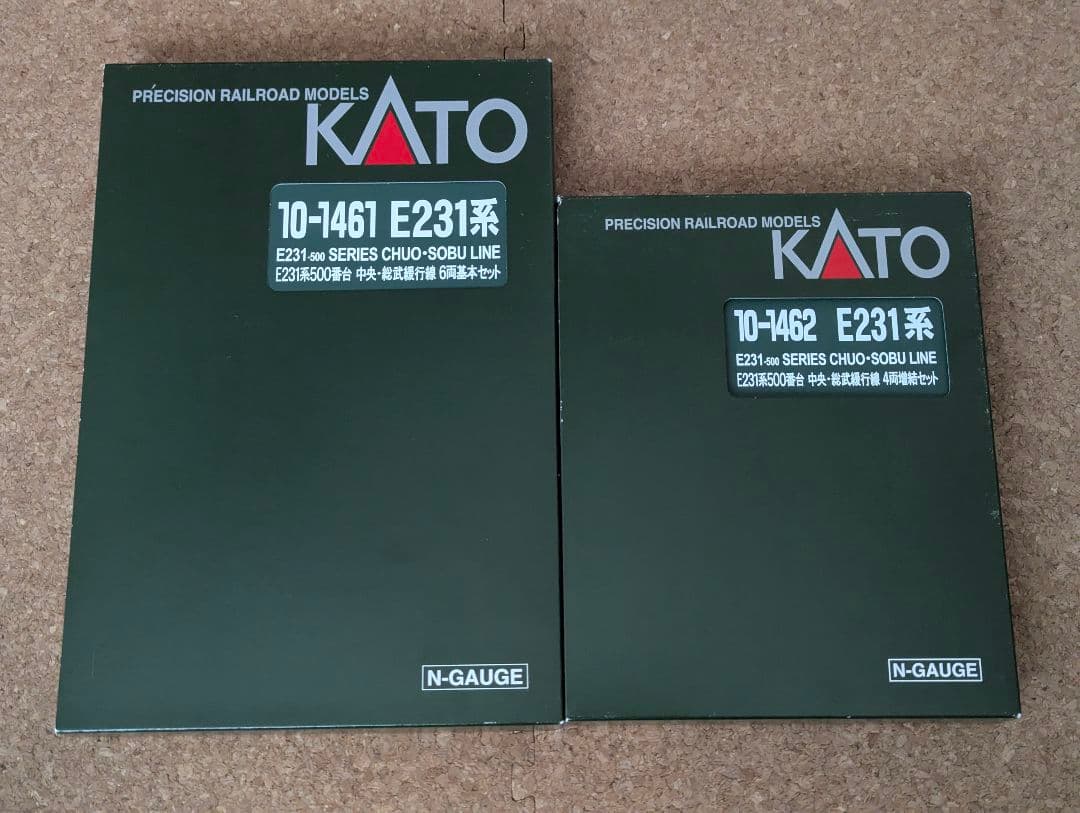 PRECISION RAILROAD MODELS
KATO
10-1461 E231系
E231-500 SERIES CHUO・SOBU LINE
E231系500番台 中央・総武緩行線 6両基本セット
N-GAUGE
PRECISION RAILROAD MODELS
KATO
10-1462 E231系
E231-500 SERIES CHUO・SOBU LINE
E231系500番台 中央・総武緩行線 4両増結セット
N-GAUGE